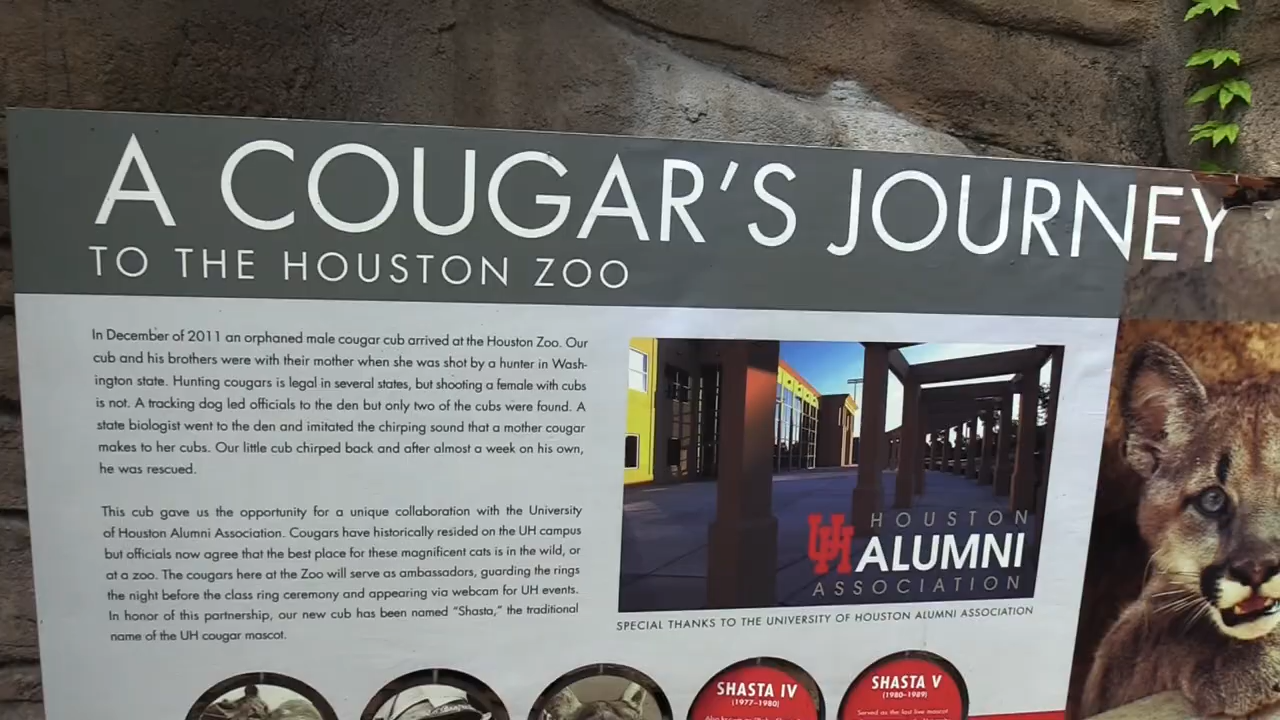 A COUGAR'S JOURNEY
TO THE HOUSTON ZOO
In December of 2011 an orphaned male cougar cub arrived at the Houston Zoo. Our
cub and his brothers were with their mother when she was shot by a hunter in Wash-
ington state. Hunting cougars is legal in several states, but shooting a female with cubs
is not. A tracking dog led officials to the den but only two of the cubs were found. A
state biologist went to the den and imitated the chirping sound that a mother cougar
makes to her cubs. Our little cub chirped back and after almost a week on his own,
he was rescued.
This cub gave us the opportunity for a unique collaboration with the University
of Houston Alumni Association. Cougars have historically resided on the UH campus
but officials now agree that the best place for these magnificent cats is in the wild, or
at a zoo. The cougars here at the Zoo will serve as ambassadors, guarding the rings
the night before the class ring ceremony and appearing via webcam for UH events.
In honor of this partnership, our new cub has been named "Shasta," the traditional
name of the UH cougar mascot.
UH HOUSTON
ALUMNI
ASSOCIATION
SPECIAL THANKS TO THE UNIVERSITY OF HOUSTON ALUMNI ASSOCIATION
SHASTA IV
(1977-1980)
SHASTA V
(1980-1989)
Served as the last live mascot